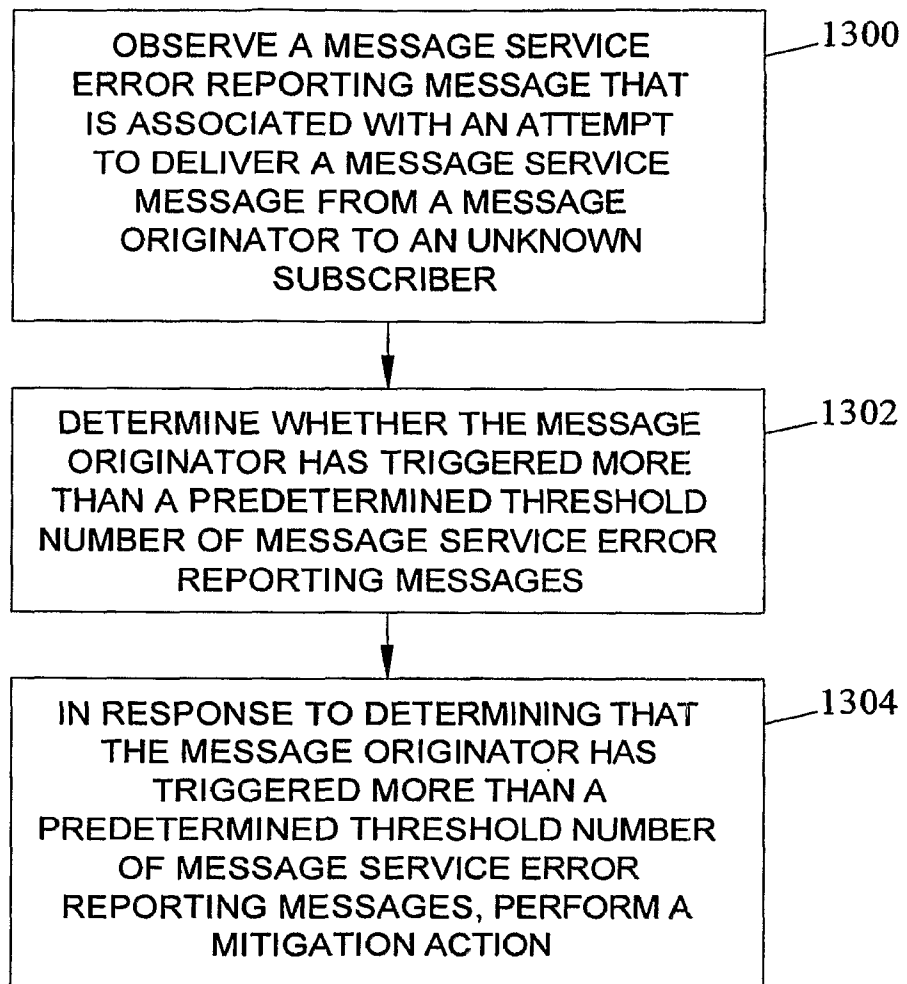 OBSERVE A MESSAGE SERVICE
ERROR REPORTING MESSAGE THAT
IS ASSOCIATED WITH AN ATTEMPT
TO DELIVER A MESSAGE SERVICE
MESSAGE FROM A MESSAGE
ORIGINATOR TO AN UNKNOWN
SUBSCRIBER
1300
DETERMINE WHETHER THE MESSAGE
ORIGINATOR HAS TRIGGERED MORE
THAN A PREDETERMINED THRESHOLD
NUMBER OF MESSAGE SERVICE ERROR
REPORTING MESSAGES
1302
IN RESPONSE TO DETERMINING THAT
THE MESSAGE ORIGINATOR HAS
TRIGGERED MORE THAN A
PREDETERMINED THRESHOLD NUMBER
OF MESSAGE SERVICE ERROR
REPORTING MESSAGES, PERFORM A
MITIGATION ACTION
1304